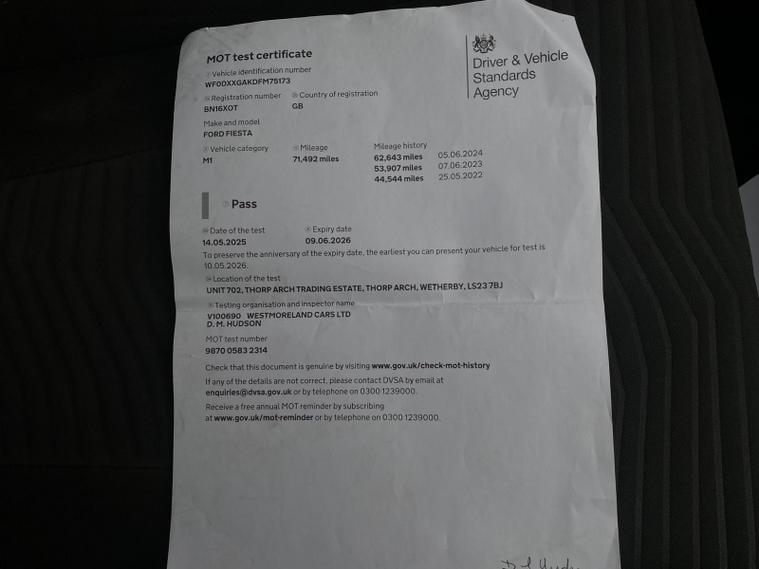 MOT test certificate
Vehicle identification number
WF0DXXGAKDFM75173
Registration number Country of registration
BN16XOT GB
Make and model
FORD FIESTA
Vehicle category Mileage Mileage history
M1 71,492 miles 62,643 miles 05.06.2024
53,907 miles 07.06.2023
44,544 miles 25.05.2022
Driver & Vehicle
Standards
Agency
Pass
Date of the test Expiry date
14.05.2025 09.06.2026
To preserve the anniversary of the expiry date, the earliest you can present your vehicle for test is
10.05.2026.
Location of the test
UNIT 702, THORP ARCH TRADING ESTATE, THORP ARCH, WETHERBY, LS23 7BJ
Testing organisation and inspector name
V100690 WESTMORELAND CARS LTD
D. M. HUDSON
MOT test number
9870 0583 2314
Check that this document is genuine by visiting www.gov.uk/check-mot-history
If any of the details are not correct, please contact DVSA by email at
enquiries@dvsa.gov.uk or by telephone on 0300 1239000.
Receive a free annual MOT reminder by subscribing
at www.gov.uk/mot-reminder or by telephone on 0300 1239000.